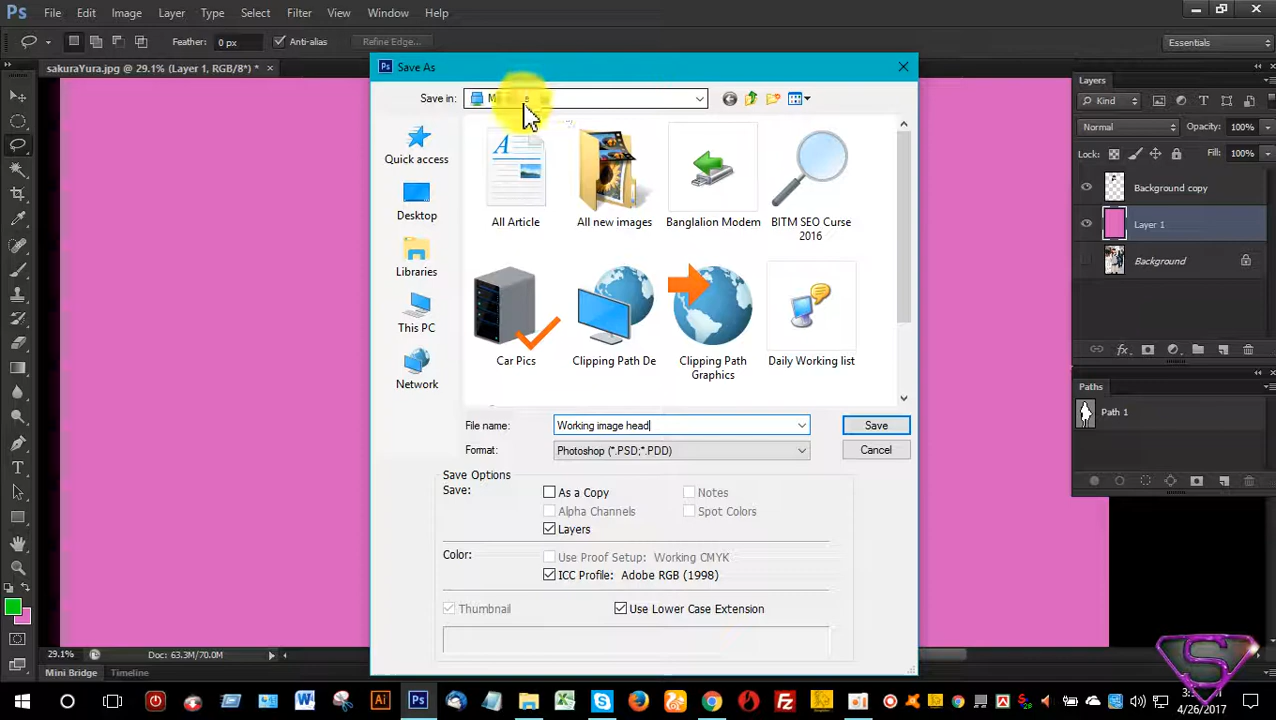 Ps File Edit Image Layer Type Select Filter View Window Help
Feather: 0 px Anti-alias Refine Edge... Essentials
sakuraYura.jpg @ 29.1% (Layer 1, RGB/8*) * ×
Save As
Save in:
Quick access
Desktop
Libraries
This PC
Network
All Article
All new images
Banglalion Modem
BITM SEO Curse 2016
Car Pics
Clipping Path De
Clipping Path Graphics
Daily Working list
File name: Working image head
Save
Format: Photoshop (*.PSD;*.PDD)
Cancel
Save Options
Save:
As a Copy
Notes
Alpha Channels
Spot Colors
Layers
Color:
Use Proof Setup: Working CMYK
ICC Profile: Adobe RGB (1998)
Thumbnail
Use Lower Case Extension
Layers
Kind
Normal Opacity:
Lock: Fill:
Background copy
Layer 1
Background
Paths
Path 1
29.1% Doc: 63.3M/70.0M
Mini Bridge Timeline
4/26/2017